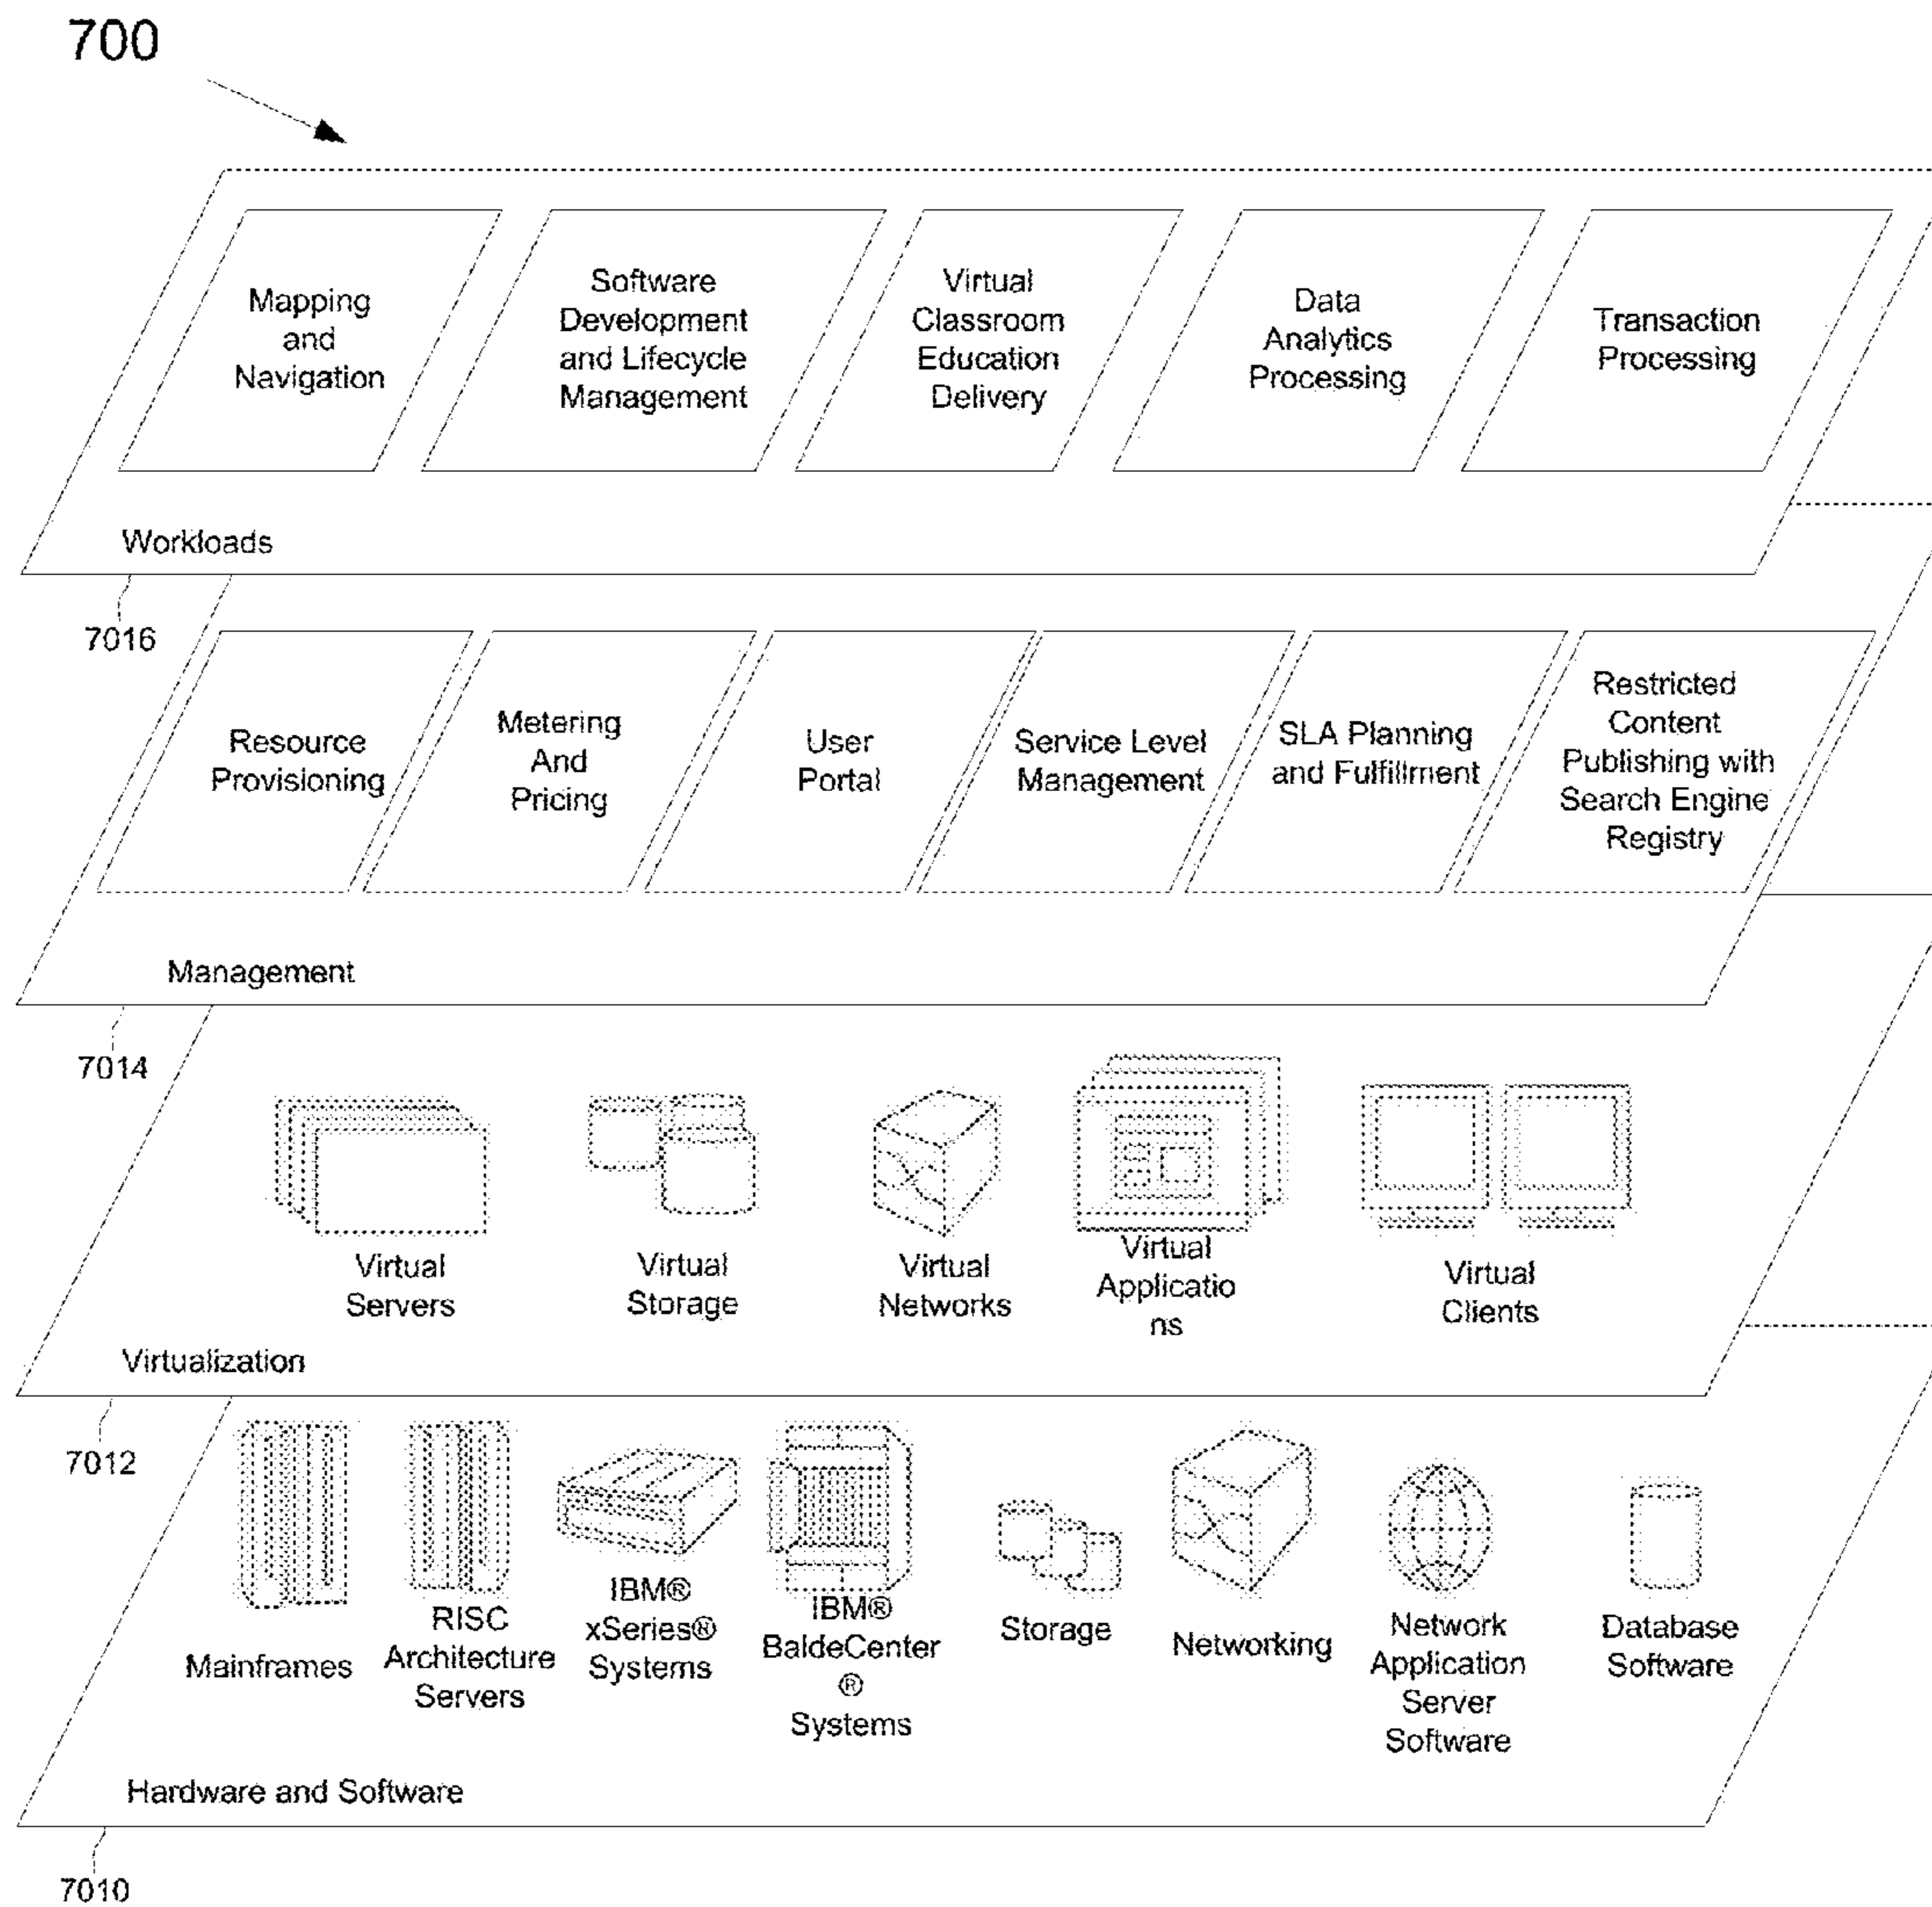 700
Mapping
and
Navigation
Software
Development
and Lifecycle
Management
Virtual
Classroom
Education
Delivery
Data
Analytics
Processing
Transaction
Processing
Workloads
7016
Resource
Provisioning
Metering
And
Pricing
User
Portal
Service Level
Management
SLA Planning
and Fulfillment
Restricted
Content
Publishing with
Search Engine
Registry
Management
7014
Virtual
Servers
Virtual
Storage
Virtual
Networks
Virtual
Applicatio
ns
Virtual
Clients
Virtualization
7012
Mainframes
RISC
Architecture
Servers
IBM®
xSeries®
Systems
IBM®
BaldeCenter
®
Systems
Storage
Networking
Network
Application
Server
Software
Database
Software
Hardware and Software
7010